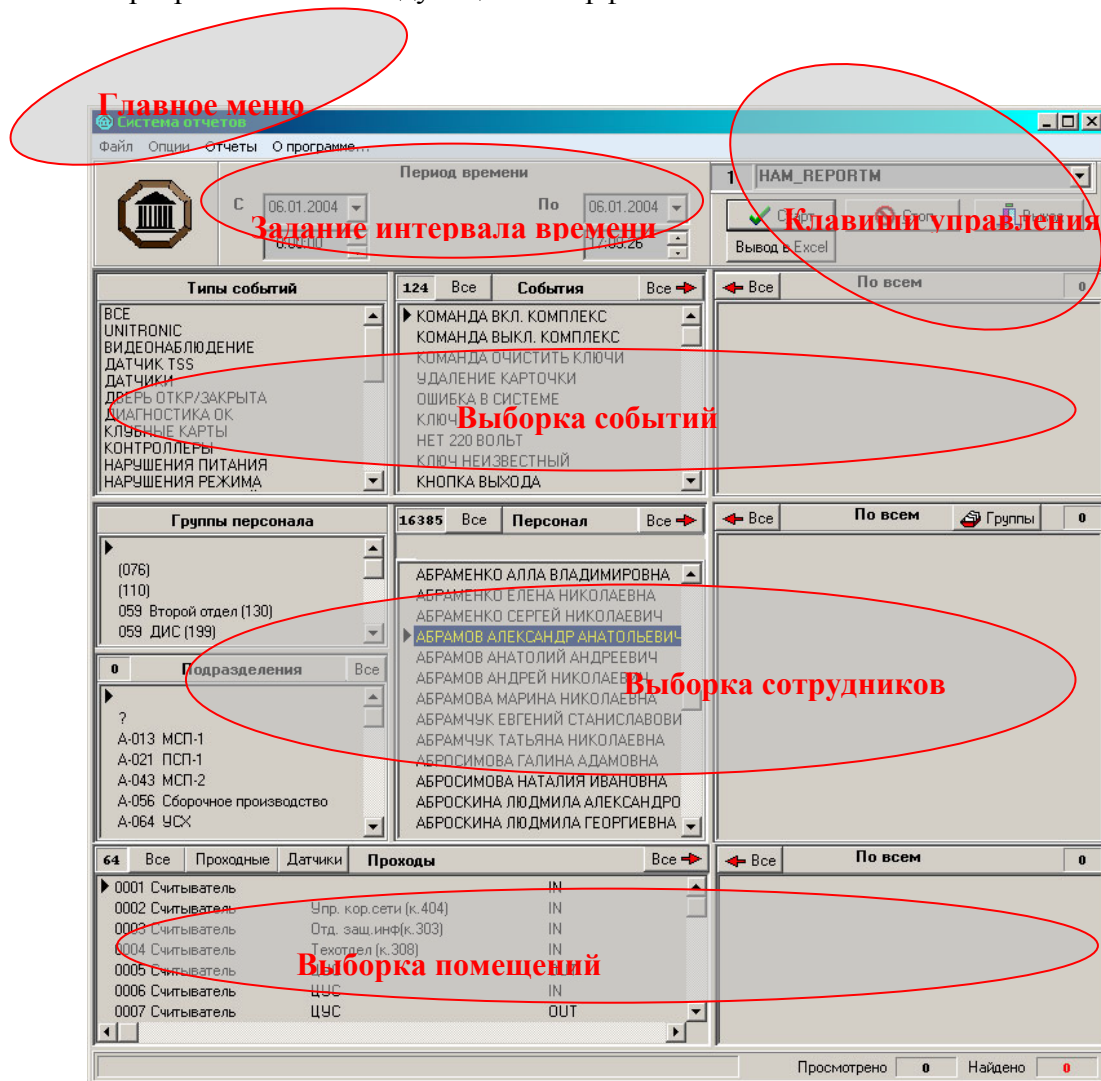 Главное меню
Система отчетов
Файл Опции Отчеты О программе...
Период времени
С 06.01.2004 По 06.01.2004
Задание интервала времени
1 HAM_REPORTM
Старт Стоп Выход
Клавиши управления
Вывод в Excel
Типы событий
ВСЕ
UNITRONIC
ВИДЕОНАБЛЮДЕНИЕ
ДАТЧИК TSS
ДАТЧИКИ
ДВЕРЬ ОТКР/ЗАКРЫТА
ДИАГНОСТИКА ОК
КЛУБНЫЕ КАРТЫ
КОНТРОЛЛЕРЫ
НАРУШЕНИЯ ПИТАНИЯ
НАРУШЕНИЯ РЕЖИМА
124 Все События Все
КОМАНДА ВКЛ. КОМПЛЕКС
КОМАНДА ВЫКЛ. КОМПЛЕКС
КОМАНДА ОЧИСТИТЬ КЛЮЧИ
УДАЛЕНИЕ КАРТОЧКИ
ОШИБКА В СИСТЕМЕ
КЛЮЧ
НЕТ 220 ВОЛЬТ
КЛЮЧ НЕИЗВЕСТНЫЙ
КНОПКА ВЫХОДА
Все По всем 0
Выборка событий
Группы персонала
(076)
(110)
059 Второй отдел (130)
059 ДИС (199)
0 Подразделения Все
?
А-013 МСП-1
А-021 ПСП-1
А-043 МСП-2
А-056 Сборочное производство
А-064 УСХ
16385 Все Персонал Все
АБРАМЕНКО АЛЛА ВЛАДИМИРОВНА
АБРАМЕНКО ЕЛЕНА НИКОЛАЕВНА
АБРАМЕНКО СЕРГЕЙ НИКОЛАЕВИЧ
АБРАМОВ АЛЕКСАНДР АНАТОЛЬЕВИЧ
АБРАМОВ АНАТОЛИЙ АНДРЕЕВИЧ
АБРАМОВ АНДРЕЙ НИКОЛАЕВИЧ
АБРАМОВА МАРИНА НИКОЛАЕВНА
АБРАМЧУК ЕВГЕНИЙ СТАНИСЛАВОВИ
АБРАМЧУК ТАТЬЯНА НИКОЛАЕВНА
АБРОСИМОВА ГАЛИНА АДАМОВНА
АБРОСИМОВА НАТАЛИЯ ИВАНОВНА
АБРОСКИНА ЛЮДМИЛА АЛЕКСАНДРО
АБРОСКИНА ЛЮДМИЛА ГЕОРГИЕВНА
Все По всем Группы 0
Выборка сотрудников
64 Все Проходные Датчики Проходы Все
0001 Считыватель IN
0002 Считыватель Упр. кор.сети (к.404) IN
0003 Считыватель Отд. защ.инф(к.303) IN
0004 Считыватель Техотдел (к.308) IN
0005 Считыватель
0006 Считыватель ЦУС IN
0007 Считыватель ЦУС OUT
Все По всем 0
Выборка помещений
Просмотрено 0 Найдено 0